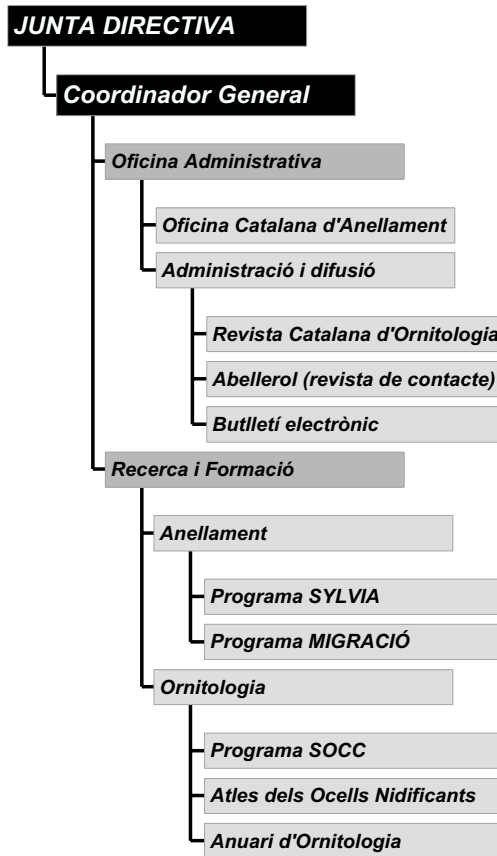 JUNTA DIRECTIVA
Coordinador General
Oficina Administrativa
Oficina Catalana d'Anellament
Administració i difusió
Revista Catalana d'Ornitologia
Abellerol (revista de contacte)
Butlletí electrònic
Recerca i Formació
Anellament
Programa SYLVIA
Programa MIGRACIÓ
Ornitologia
Programa SOCC
Atles dels Ocells Nidificants
Anuari d'Ornitologia